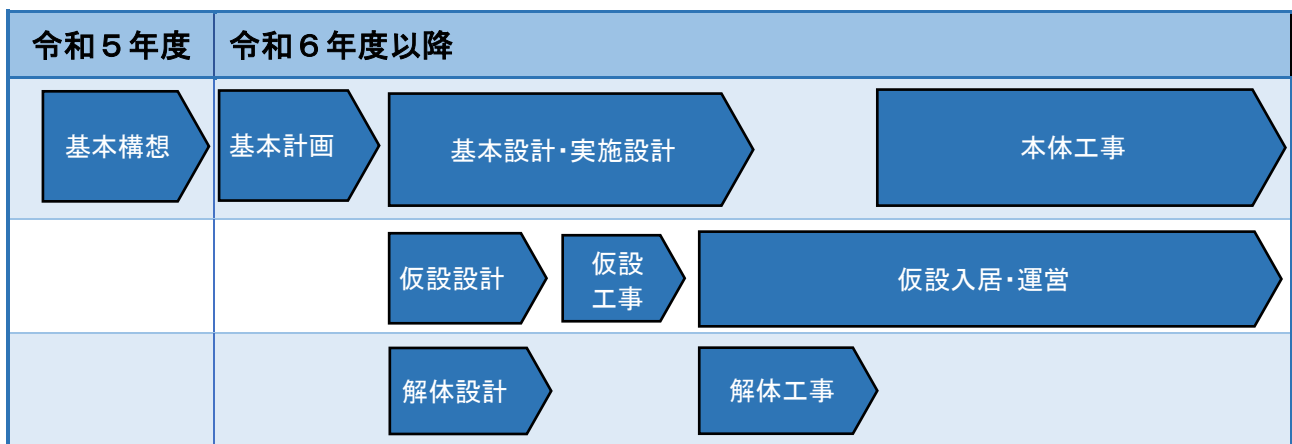 令和５年度
令和６年度以降
基本構想
基本計画
基本設計・実施設計
本体工事
仮設設計
仮設
工事
仮設入居・運営
解体設計
解体工事